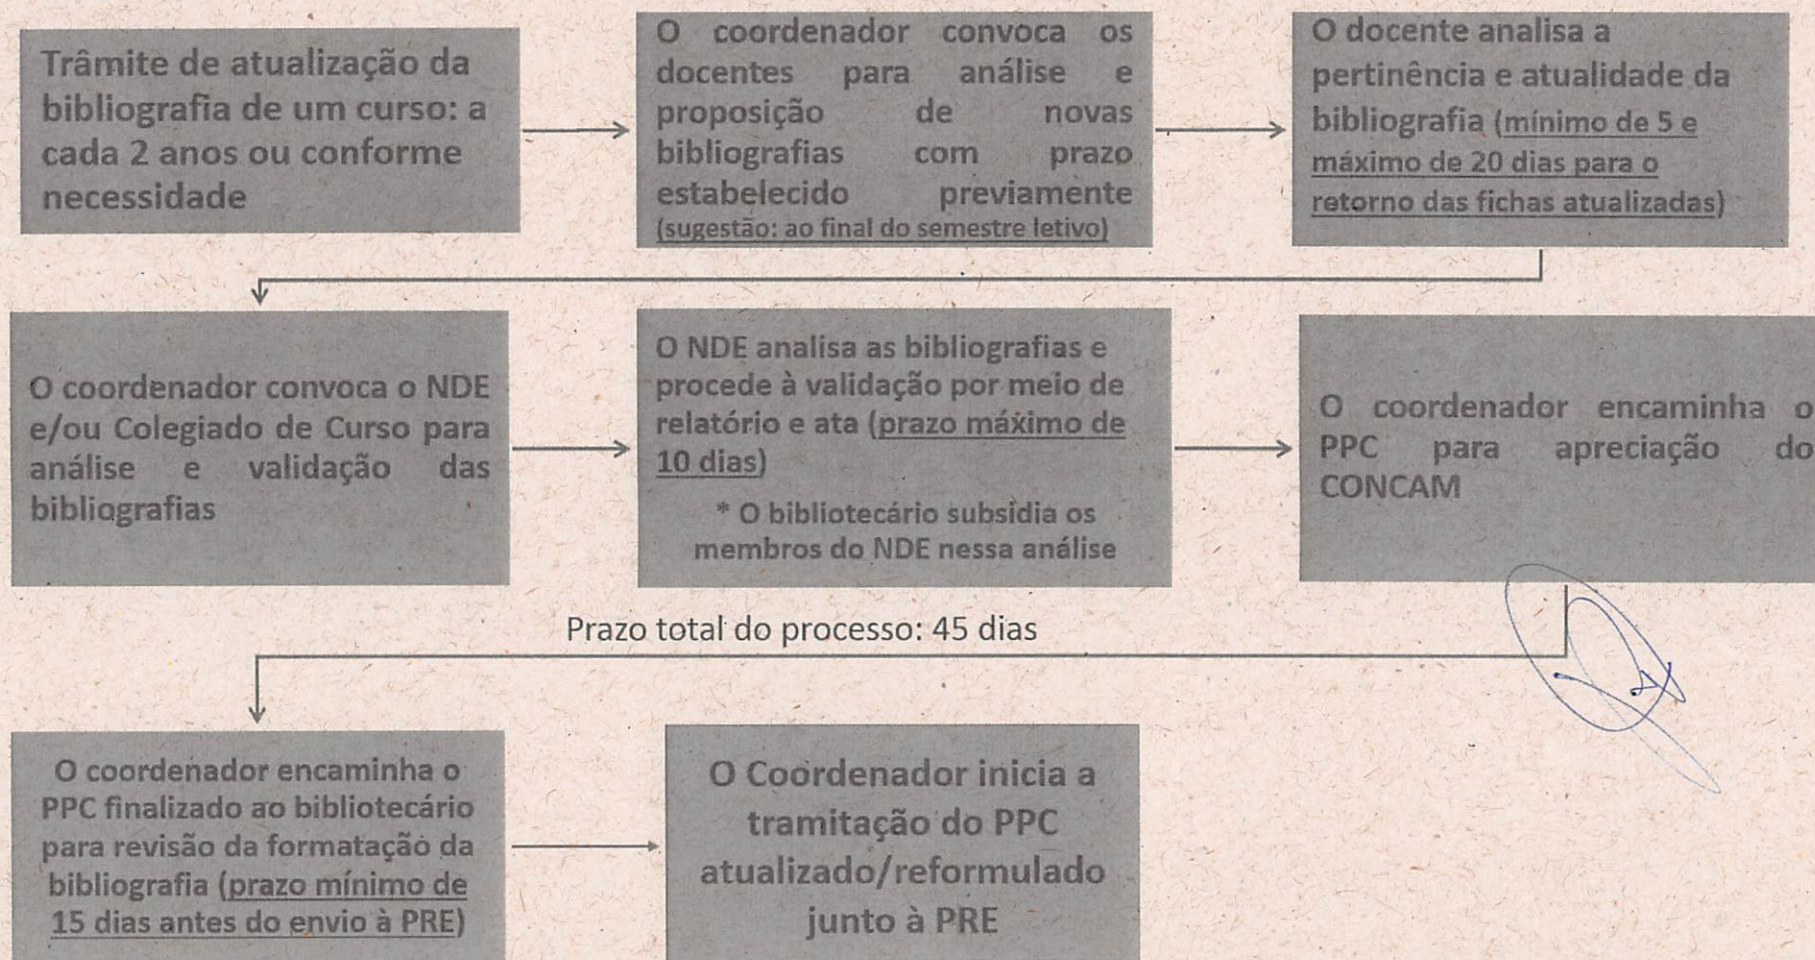 Trâmite de atualização da
bibliografia de um curso: a
cada 2 anos ou conforme
necessidade
O coordenador convoca os
docentes para análise e
proposição de novas
bibliografias com prazo
estabelecido previamente
(sugestão: ao final do semestre letivo)
O docente analisa a
pertinência e atualidade da
bibliografia (mínimo de 5 e
máximo de 20 dias para o
retorno das fichas atualizadas)
O coordenador convoca o NDE
e/ou Colegiado de Curso para
análise e validação das
bibliografias
O NDE analisa as bibliografias e
procede à validação por meio de
relatório e ata (prazo máximo de
10 dias)
* O bibliotecário subsidia os
membros do NDE nessa análise
O coordenador encaminha o
PPC para apreciação do
CONCAM
Prazo total do processo: 45 dias
O coordenador encaminha o
PPC finalizado ao bibliotecário
para revisão da formatação da
bibliografia (prazo mínimo de
15 dias antes do envio à PRE)
O Coordenador inicia a
tramitação do PPC
atualizado/reformulado
junto à PRE